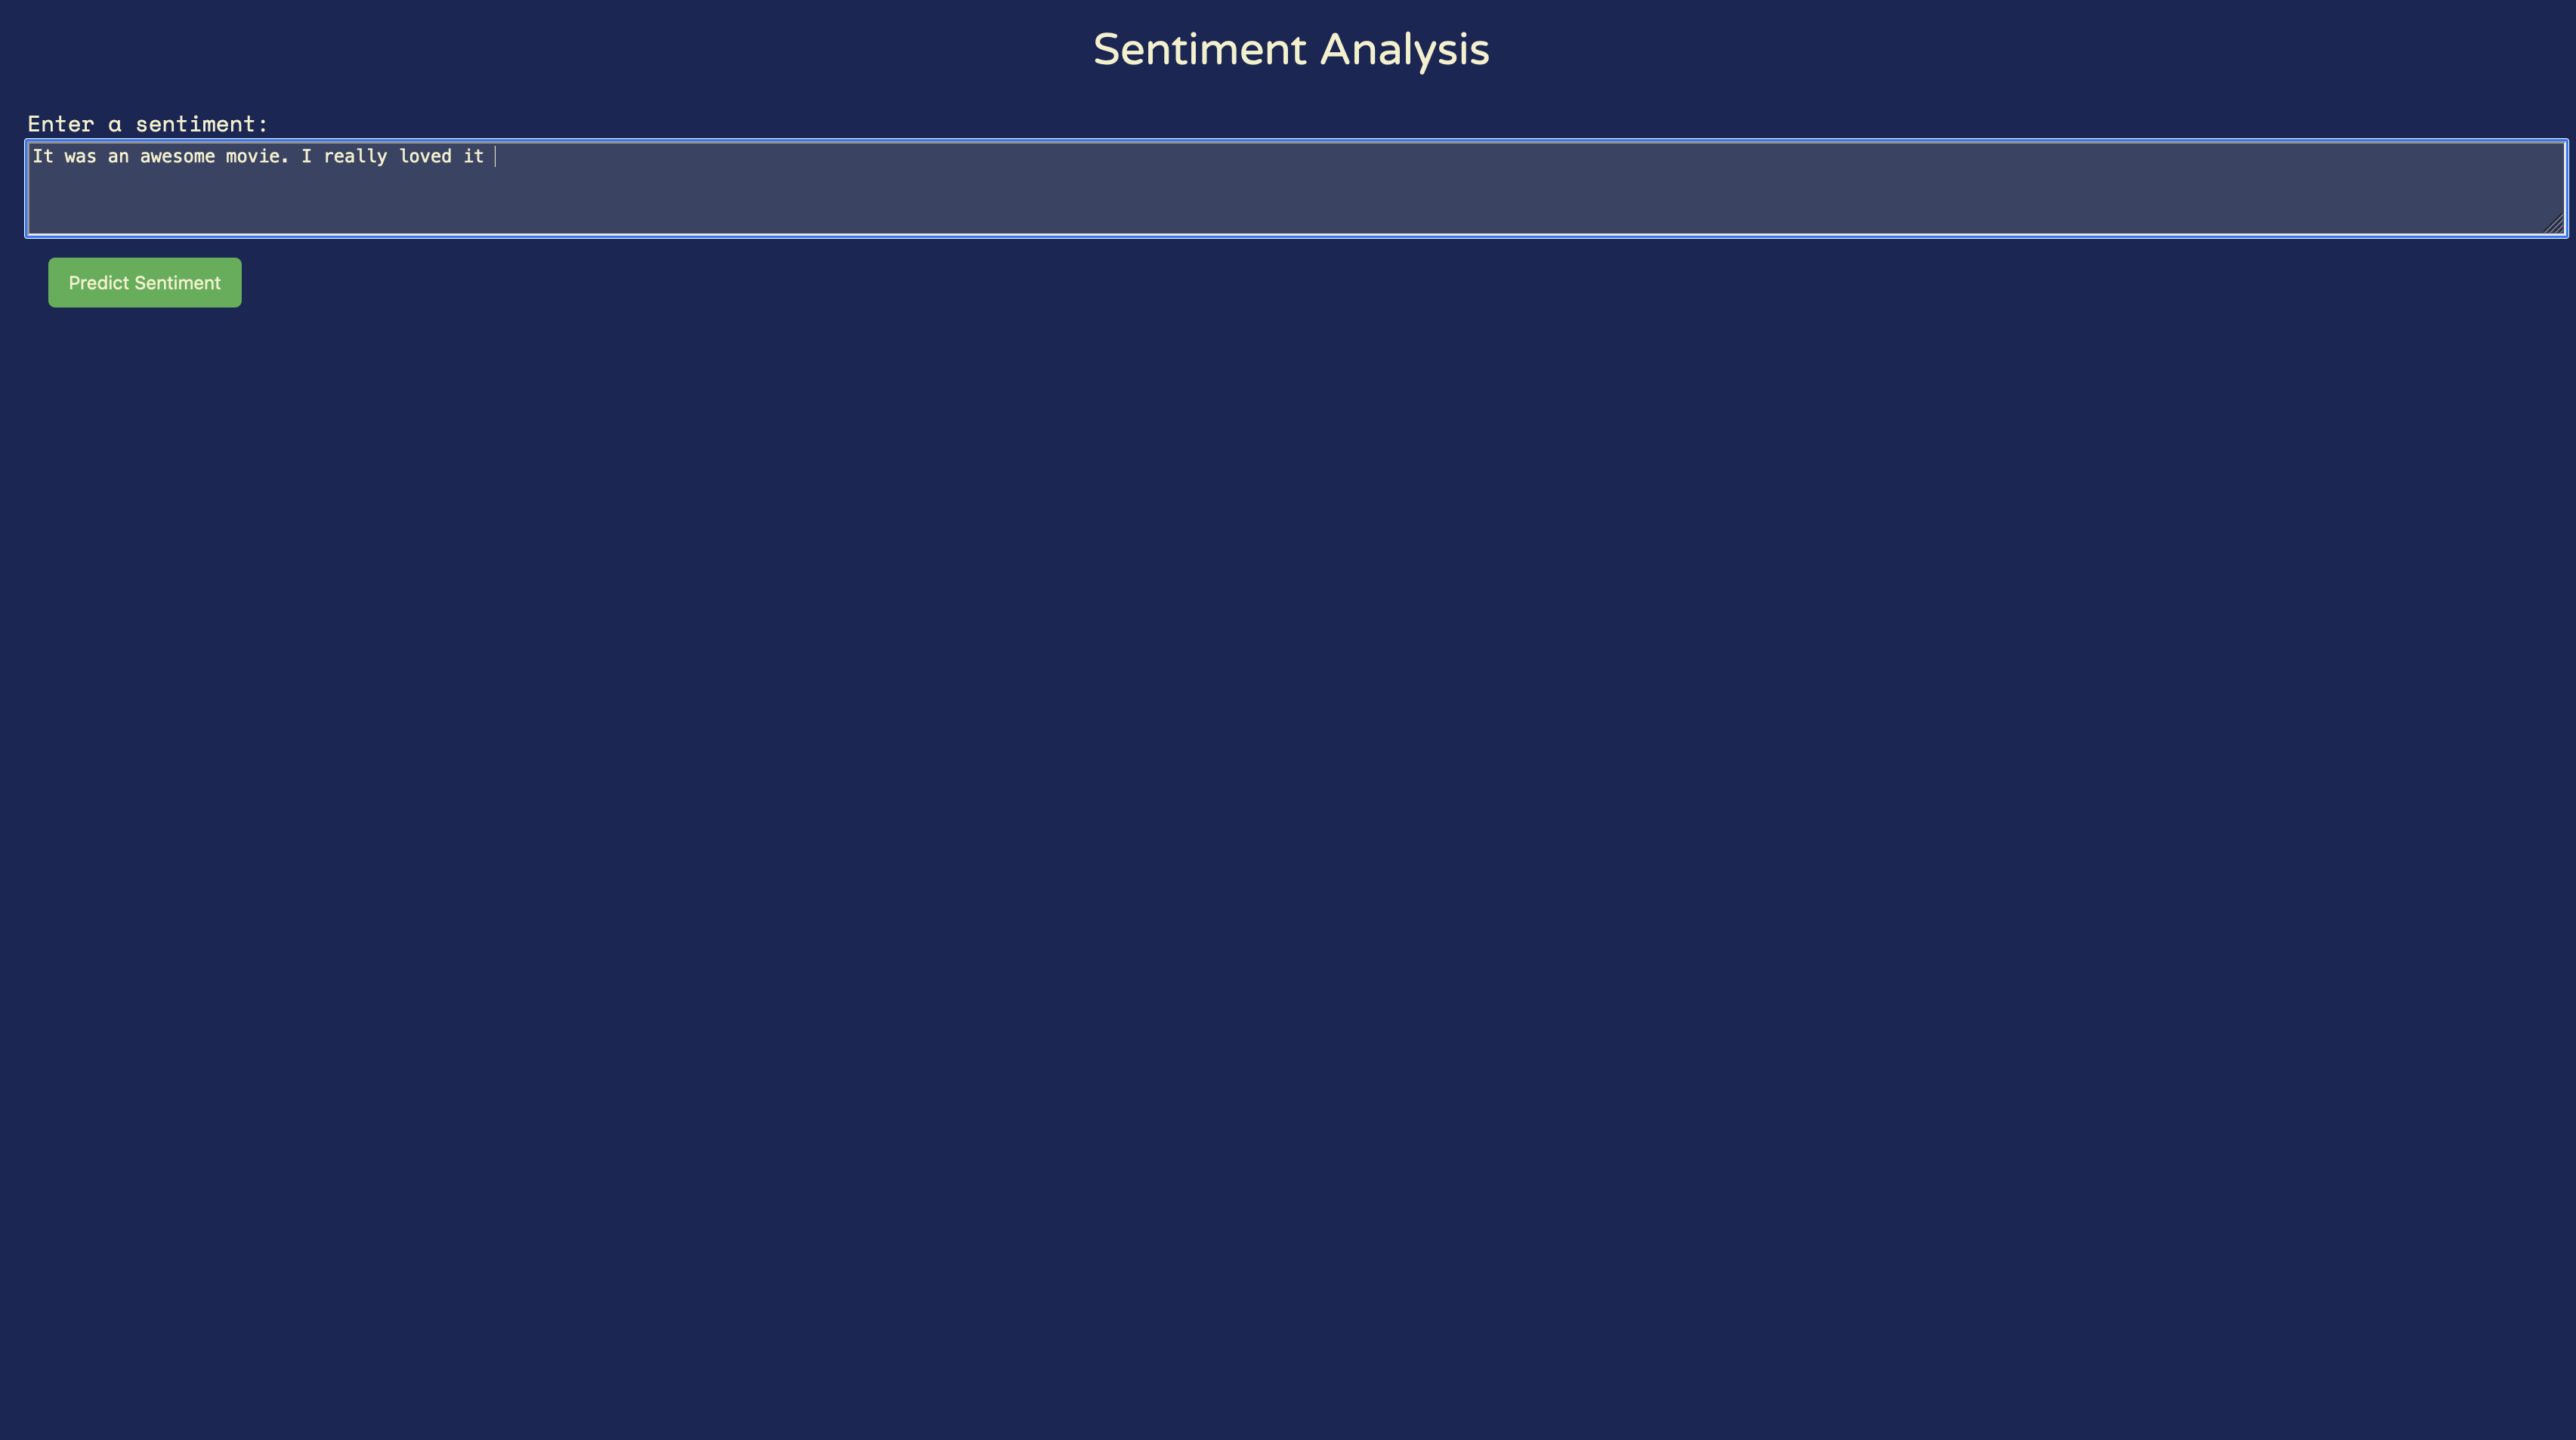 Sentiment Analysis
Enter a sentiment:
It was an awesome movie. I really loved it
Predict Sentiment